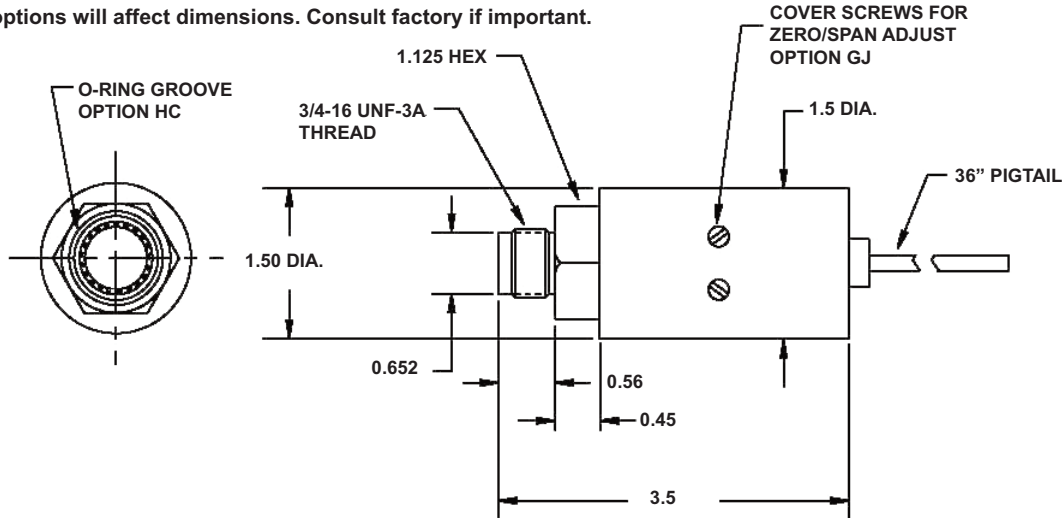 options will affect dimensions. Consult factory if important.
COVER SCREWS FOR
ZERO/SPAN ADJUST
OPTION GJ
1.125 HEX
O-RING GROOVE
OPTION HC
3/4-16 UNF-3A
THREAD
1.5 DIA.
36” PIGTAIL
1.50 DIA.
0.652
0.56
0.45
3.5